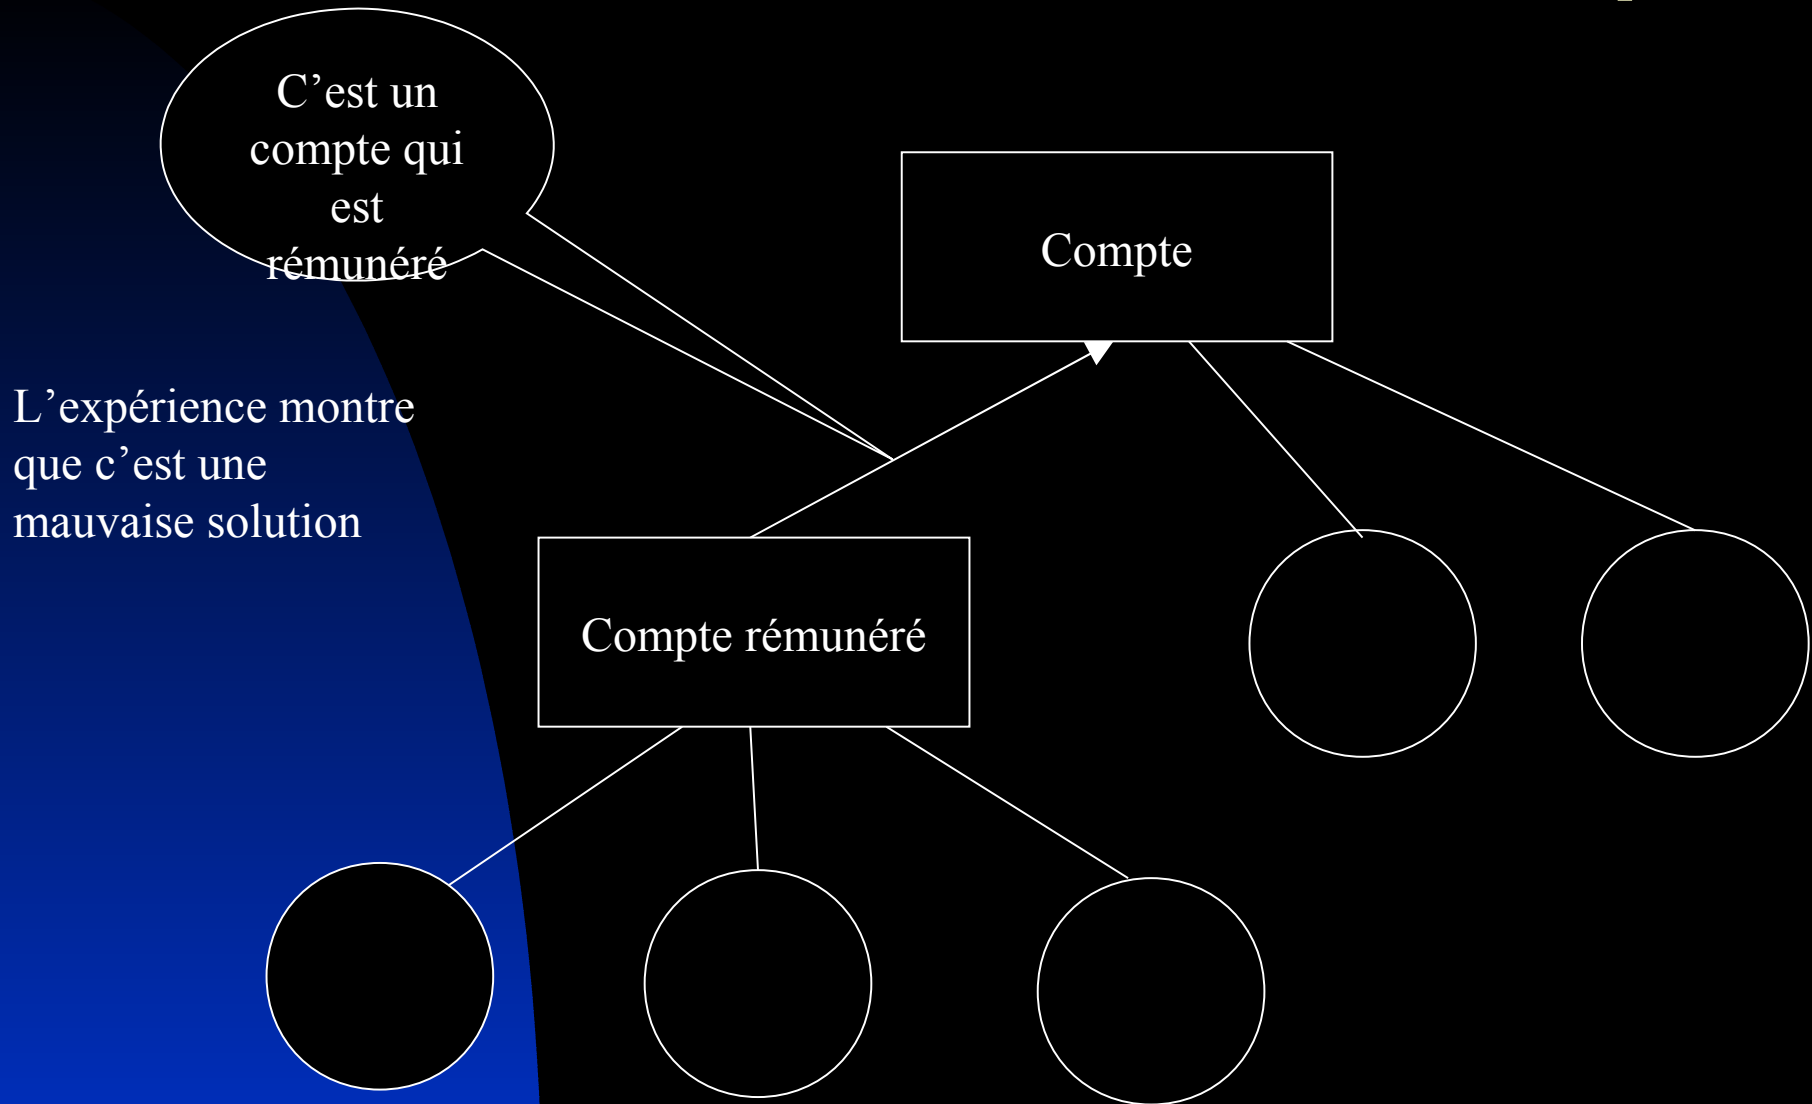 C’est un
compte qui
est
rémunéré
Compte
L’expérience montre
que c’est une
mauvaise solution
Compte rémunéré